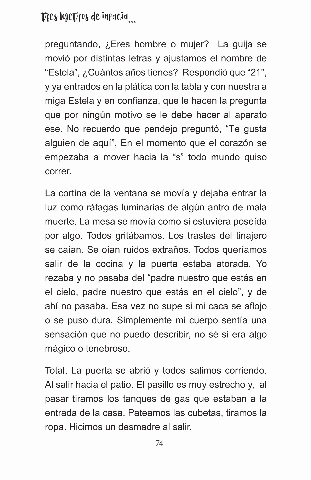 Tres hectáreas de infancia...
preguntando, ¿Eres hombre o mujer? La guija se
movió por distintas letras y ajustamos el nombre de
"Estela", ¿Cuántos años tienes? Respondió que "21",
y ya entrados en la plática con la tabla y con nuestra a
miga Estela y en confianza, que le hacen la pregunta
que por ningún motivo se le debe hacer al aparato
ese. No recuerdo que pendejo preguntó, "Te gusta
alguien de aquí", En el momento que el corazón se
empezaba a mover hacia la "s" todo mundo quiso
correr.
La cortina de la ventana se movía y dejaba entrar la
luz como ráfagas luminarias de algún antro de mala
muerte. La mesa se movía como si estuviera poseída
por algo. Todos gritábamos. Los trastes del trinajero
se caían. Se oían ruidos extraños. Todos queríamos
salir de la cocina y la puerta estaba atorada. Yo
rezaba y no pasaba del "padre nuestro que estás en
el cielo, padre nuestro que estás en el cielo", y de
ahí no pasaba. Esa vez no supe si mi caca se aflojo
o se puso dura. Simplemente mi cuerpo sentía una
sensación que no puedo describir, no sé si era algo
mágico o tenebroso.
Total. La puerta se abrió y todos salimos corriendo.
Al salir hacia el patio. El pasillo es muy estrecho y, al
pasar tiramos los tanques de gas que estaban a la
entrada de la casa. Pateamos las cubetas, tiramos la
ropa. Hicimos un desmadre al salir.
74